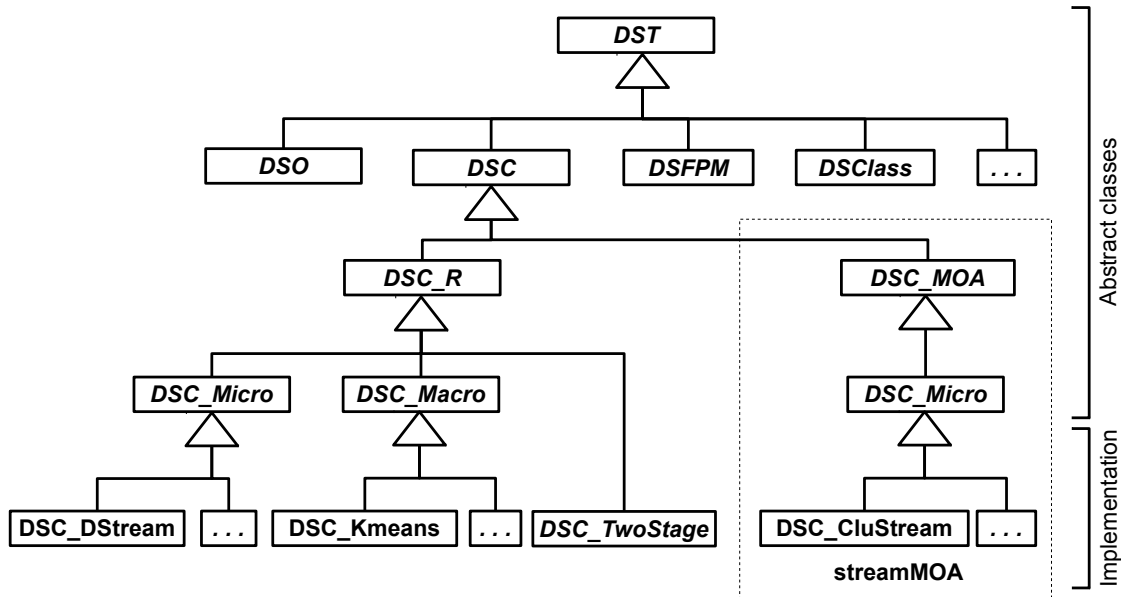 DST
DSO
DSC
DSFPM
DSClass
. . .
DSC_R
DSC_MOA
DSC_Micro
DSC_Macro
DSC_Micro
DSC_DStream
. . .
DSC_Kmeans
. . .
DSC_TwoStage
DSC_CluStream
. . .
streamMOA
Abstract classes
Implementation